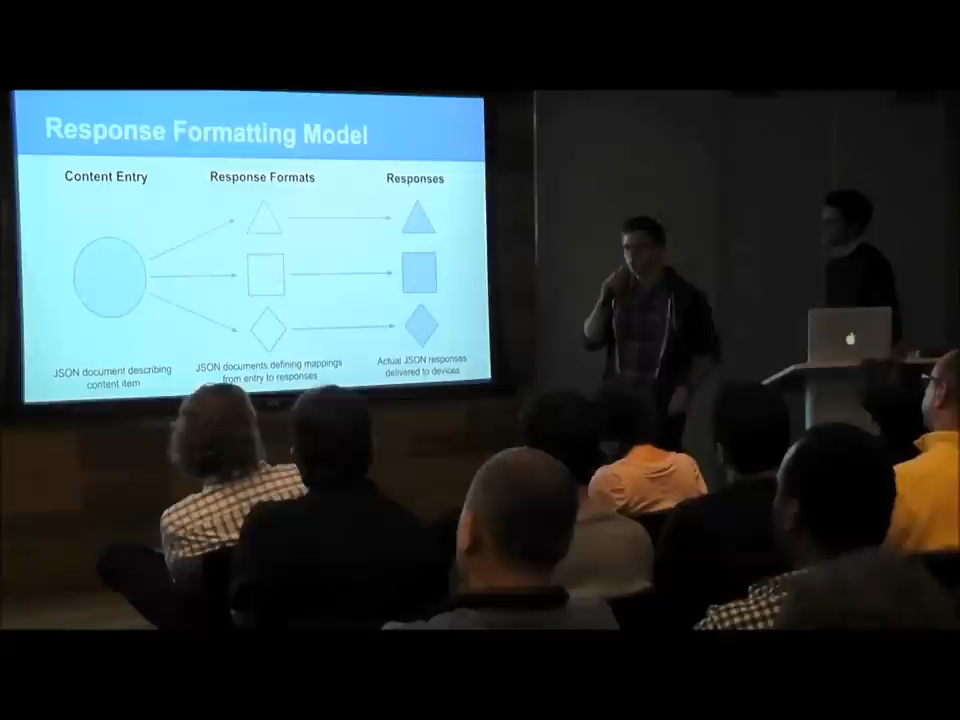 Response Formatting Model
Content Entry
Response Formats
Responses
JSON document describing
content item
JSON documents defining mappings
from entry to responses
Actual JSON responses
delivered to devices